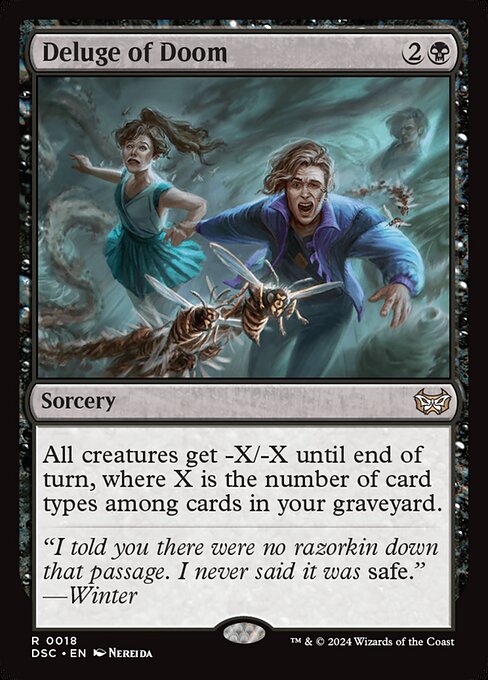 Deluge of Doom 2
Sorcery
All creatures get -X/-X until end of
turn, where X is the number of card
types among cards in your graveyard.
“I told you there were no razorkin down
that passage. I never said it was safe.”
—Winter
R 0018
DSC • EN Nereida
™ & © 2024 Wizards of the Coast